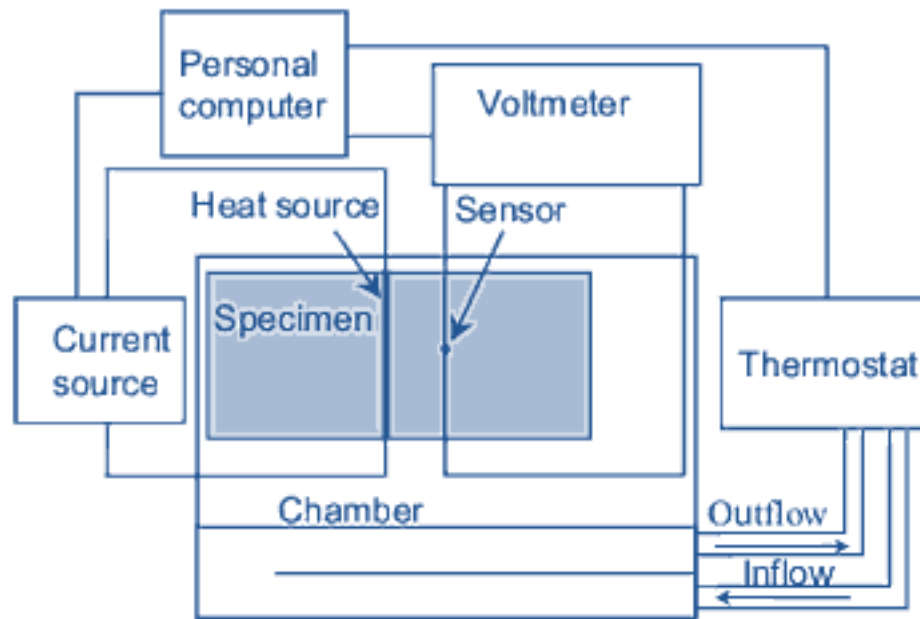 Personal
computer
Voltmeter
Heat source
Sensor
Specimen
Current
source
Thermostat
Chamber
Outflow
Inflow